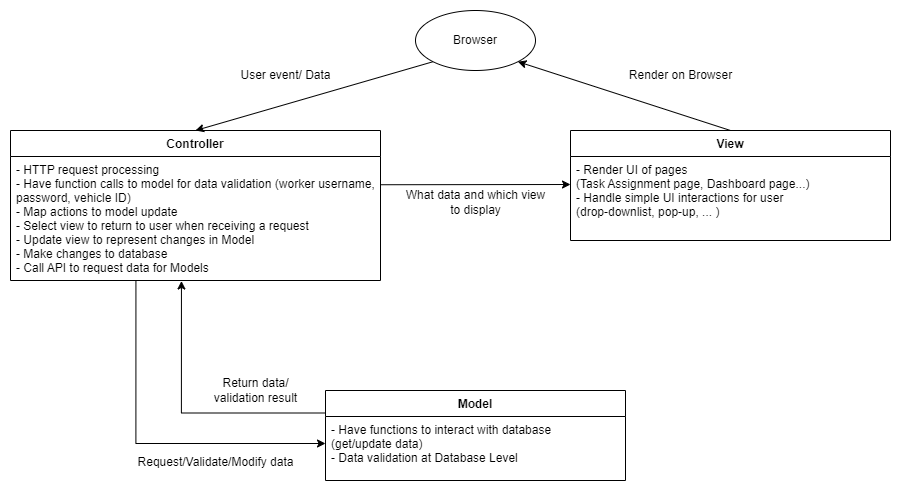 Browser
User event/ Data
Render on Browser
Controller
- HTTP request processing
- Have function calls to model for data validation (worker username,
password, vehicle ID)
- Map actions to model update
- Select view to return to user when receiving a request
- Update view to represent changes in Model
- Make changes to database
- Call API to request data for Models
What data and which view
to display
View
- Render UI of pages
(Task Assignment page, Dashboard page...)
- Handle simple UI interactions for user
(drop-downlist, pop-up, ... )
Return data/
validation result
Request/Validate/Modify data
Model
- Have functions to interact with database
(get/update data)
- Data validation at Database Level